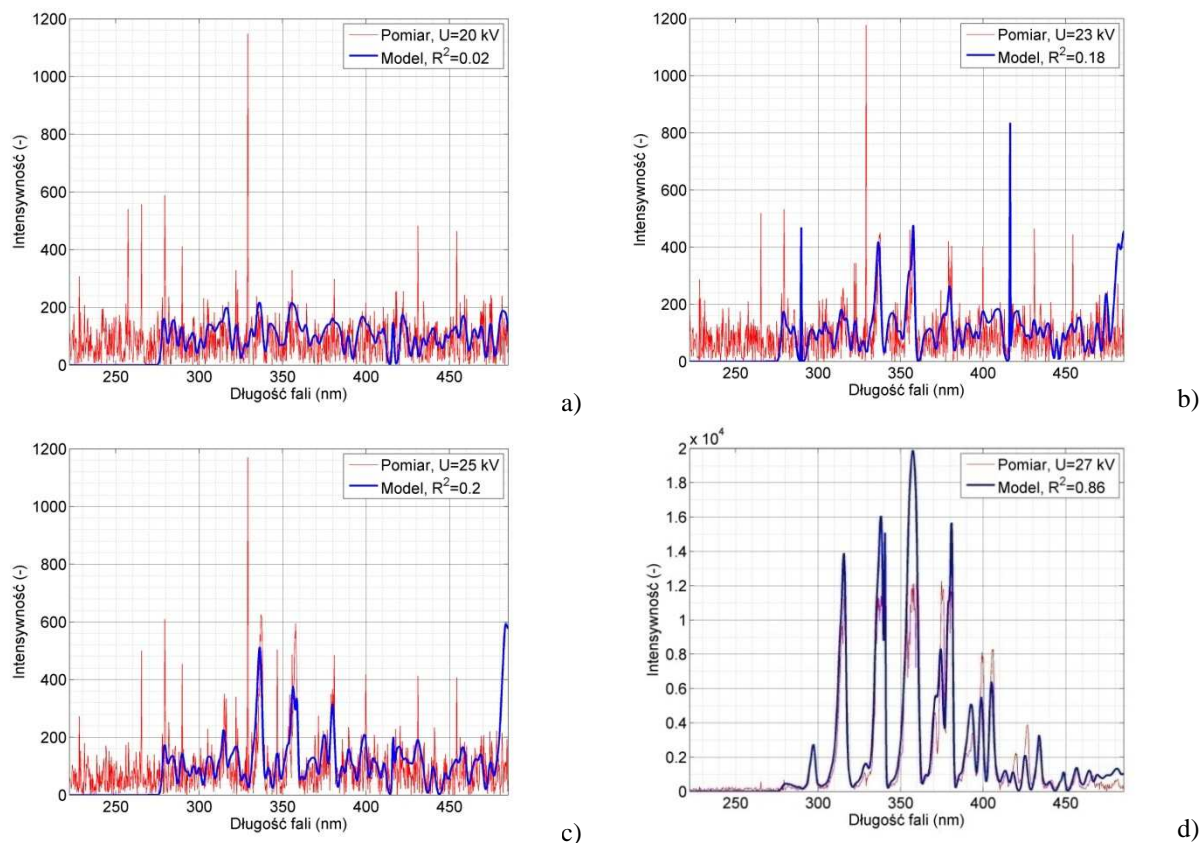 1200
1000
800
600
400
200
0
Intensywność (-)
Pomiar, U=20 kV
Model, R²=0.02
250 300 350 400 450
Długość fali (nm)
a)
1200
1000
800
600
400
200
0
Intensywność (-)
Pomiar, U=23 kV
Model, R²=0.18
250 300 350 400 450
Długość fali (nm)
b)
1200
1000
800
600
400
200
0
Intensywność (-)
Pomiar, U=25 kV
Model, R²=0.2
250 300 350 400 450
Długość fali (nm)
c)
x 10⁴
2
1.8
1.6
1.4
1.2
1
0.8
0.6
0.4
0.2
0
Intensywność (-)
Pomiar, U=27 kV
Model, R²=0.86
250 300 350 400 450
Długość fali (nm)
d)